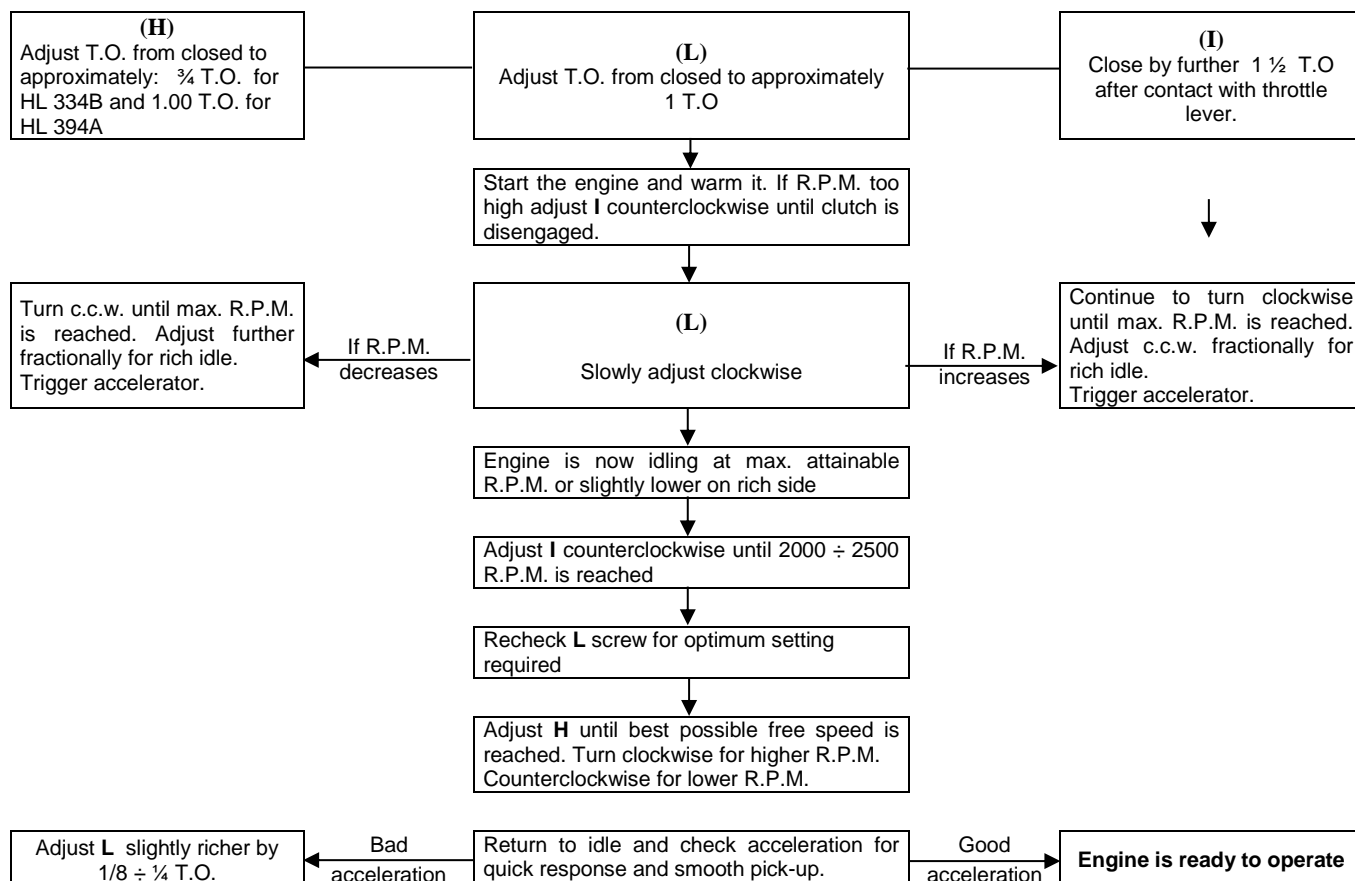 (H)
Adjust T.O. from closed to
approximately: ¾ T.O. for
HL 334B and 1.00 T.O. for
HL 394A
(L)
Adjust T.O. from closed to approximately
1 T.O
(I)
Close by further 1 ½ T.O
after contact with throttle
lever.
Start the engine and warm it. If R.P.M. too
high adjust I counterclockwise until clutch is
disengaged.
Turn c.c.w. until max. R.P.M.
is reached. Adjust further
fractionally for rich idle.
Trigger accelerator.
If R.P.M.
decreases
(L)
Slowly adjust clockwise
If R.P.M.
increases
Continue to turn clockwise
until max. R.P.M. is reached.
Adjust c.c.w. fractionally for
rich idle.
Trigger accelerator.
Engine is now idling at max. attainable
R.P.M. or slightly lower on rich side
Adjust I counterclockwise until 2000 ÷ 2500
R.P.M. is reached
Recheck L screw for optimum setting
required
Adjust H until best possible free speed is
reached. Turn clockwise for higher R.P.M.
Counterclockwise for lower R.P.M.
Adjust L slightly richer by
1/8 ÷ ¼ T.O.
Bad
acceleration
Return to idle and check acceleration for
quick response and smooth pick-up.
Good
acceleration
Engine is ready to operate